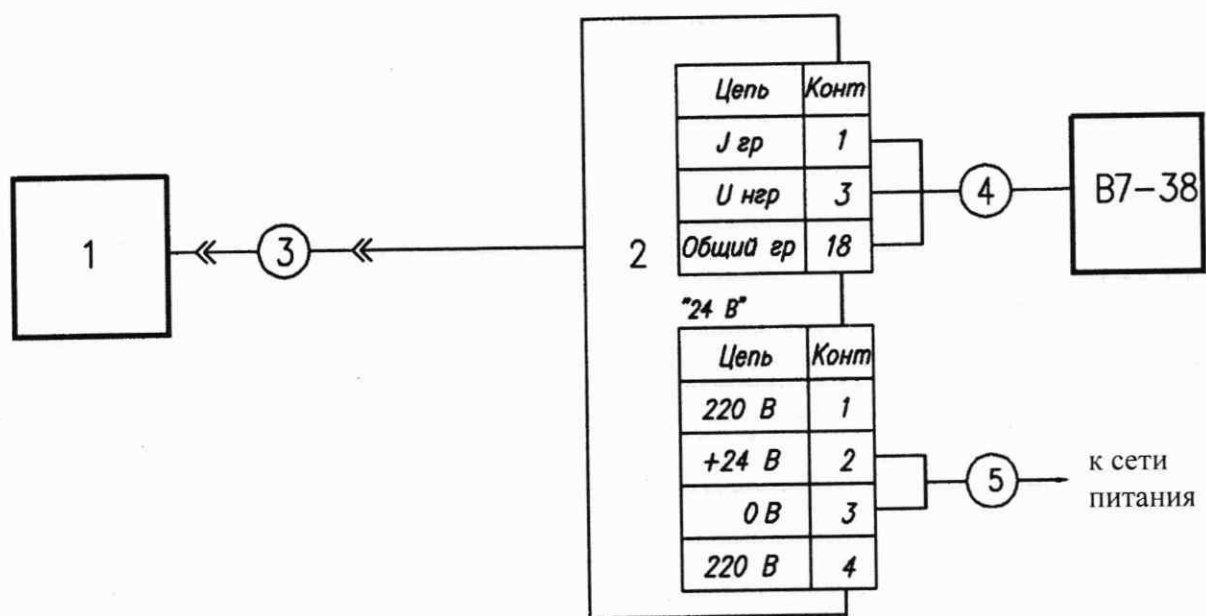 Цепь Конт
J гр 1
U нгр 3
Общий гр 18
1
3
2
4
В7-38
"24 В"
Цепь Конт
220 В 1
+24 В 2
0 В 3
220 В 4
5
к сети
питания